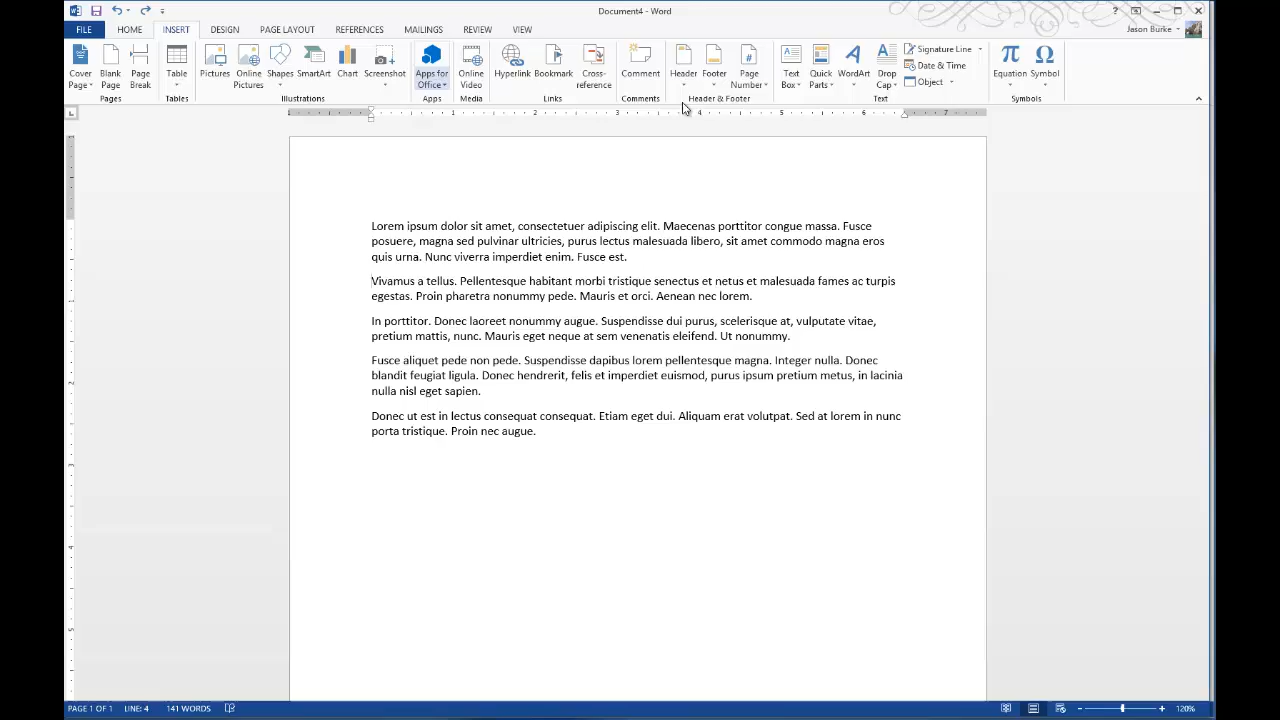 Document4 - Word
FILE HOME INSERT DESIGN PAGE LAYOUT REFERENCES MAILINGS REVIEW VIEW Jason Burke
Cover Page
Blank Page
Page Break
Table
Pictures
Online Pictures
Shapes
SmartArt
Chart
Screenshot
Apps for Office
Online Video
Hyperlink
Bookmark
Cross-reference
Comment
Header
Footer
Page Number
Text Box
Quick Parts
WordArt
Drop Cap
Signature Line
Date & Time
Object
Equation
Symbol
Pages Tables Illustrations Apps Media Links Comments Header & Footer Text Symbols
1 1 2 3 4 5 6 7
Lorem ipsum dolor sit amet, consectetuer adipiscing elit. Maecenas porttitor congue massa. Fusce
posuere, magna sed pulvinar ultricies, purus lectus malesuada libero, sit amet commodo magna eros
quis urna. Nunc viverra imperdiet enim. Fusce est.
Vivamus a tellus. Pellentesque habitant morbi tristique senectus et netus et malesuada fames ac turpis
egestas. Proin pharetra nonummy pede. Mauris et orci. Aenean nec lorem.
In porttitor. Donec laoreet nonummy augue. Suspendisse dui purus, scelerisque at, vulputate vitae,
pretium mattis, nunc. Mauris eget neque at sem venenatis eleifend. Ut nonummy.
Fusce aliquet pede non pede. Suspendisse dapibus lorem pellentesque magna. Integer nulla. Donec
blandit feugiat ligula. Donec hendrerit, felis et imperdiet euismod, purus ipsum pretium metus, in lacinia
nulla nisl eget sapien.
Donec ut est in lectus consequat consequat. Etiam eget dui. Aliquam erat volutpat. Sed at lorem in nunc
porta tristique. Proin nec augue.
PAGE 1 OF 1 LINE: 4 141 WORDS 120%